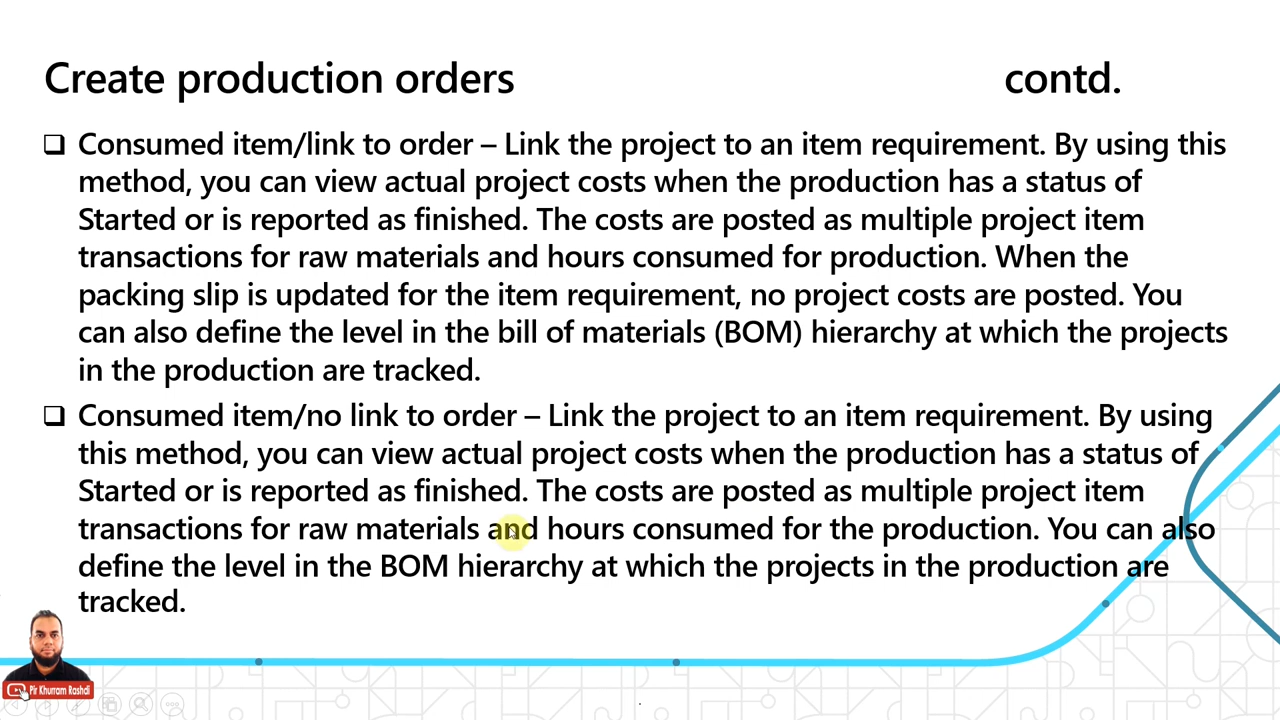 Create production orders contd.
Consumed item/link to order – Link the project to an item requirement. By using this
method, you can view actual project costs when the production has a status of
Started or is reported as finished. The costs are posted as multiple project item
transactions for raw materials and hours consumed for production. When the
packing slip is updated for the item requirement, no project costs are posted. You
can also define the level in the bill of materials (BOM) hierarchy at which the projects
in the production are tracked.
Consumed item/no link to order – Link the project to an item requirement. By using
this method, you can view actual project costs when the production has a status of
Started or is reported as finished. The costs are posted as multiple project item
transactions for raw materials and hours consumed for the production. You can also
define the level in the BOM hierarchy at which the projects in the production are
tracked.
Pir Khurram Rashdi